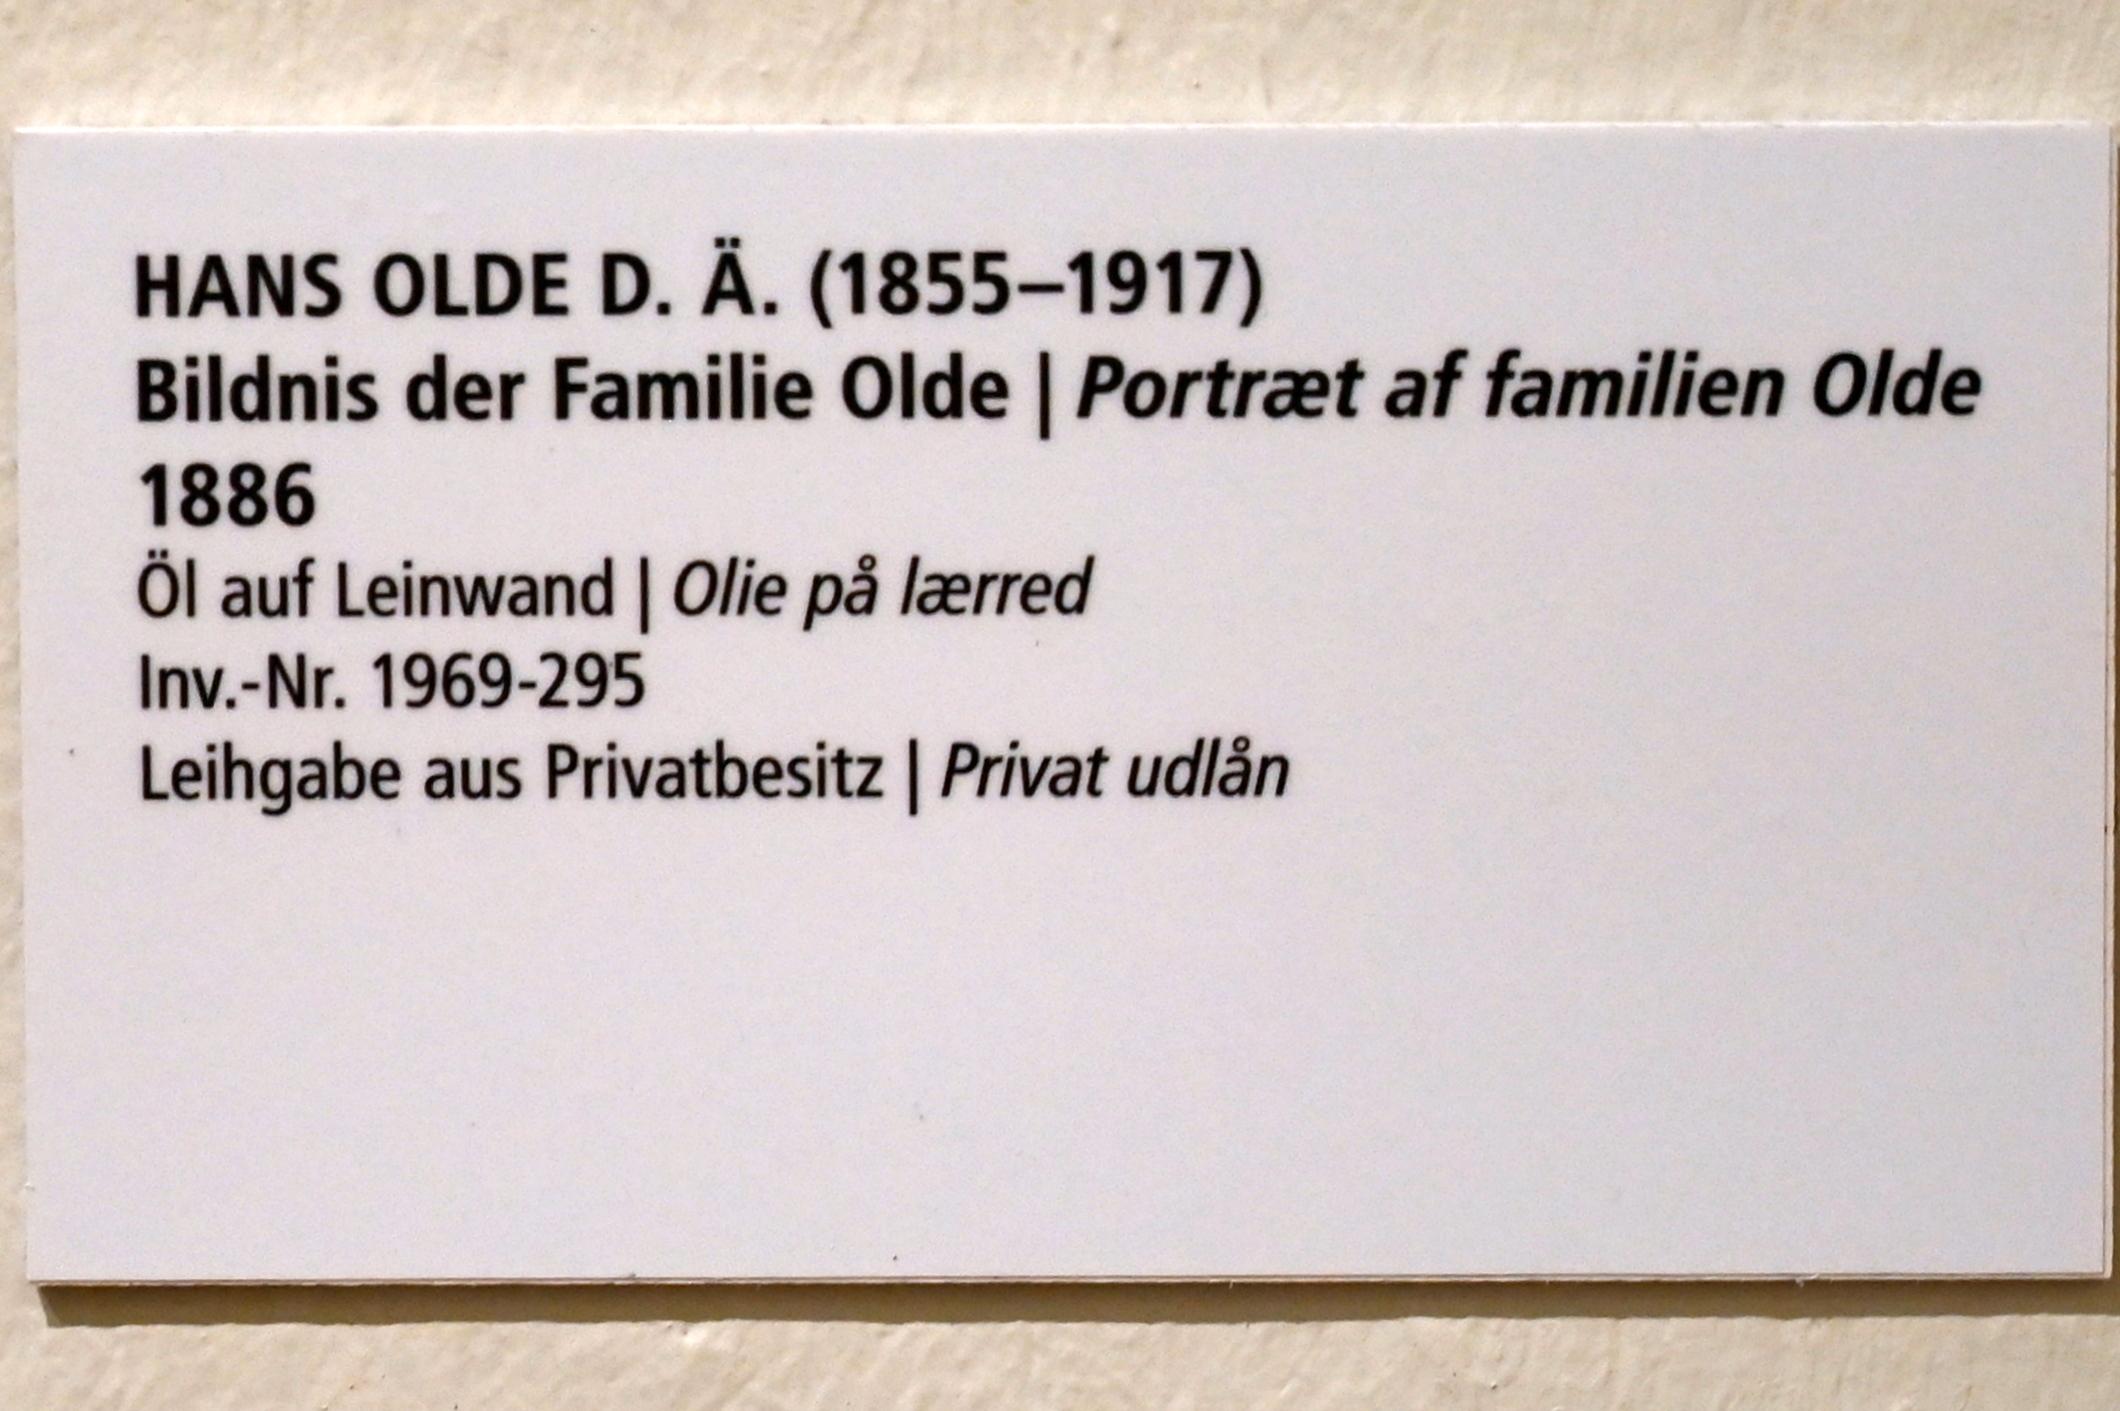 HANS OLDE D. Ä. (1855–1917)
Bildnis der Familie Olde | Portræt af familien Olde
1886
Öl auf Leinwand | Olie på lærred
Inv.-Nr. 1969-295
Leihgabe aus Privatbesitz | Privat udlån